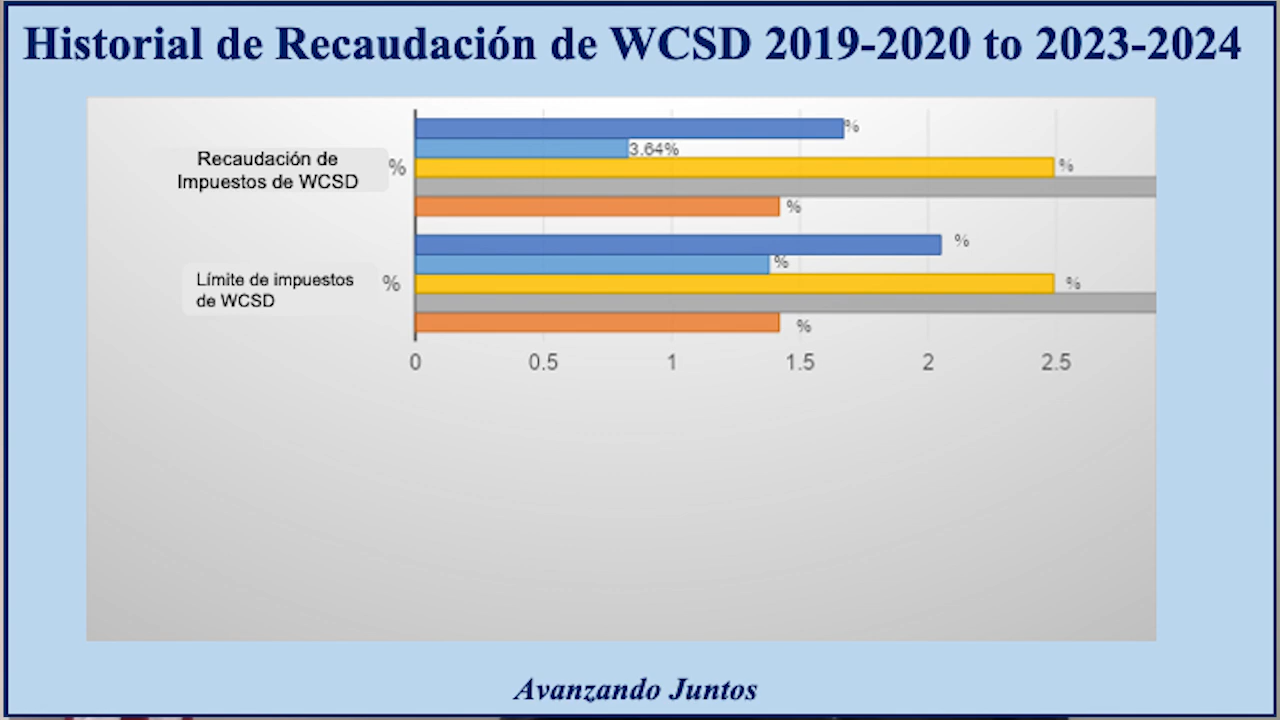 Historial de Recaudación de WCSD 2019-2020 to 2023-2024
%
3.64%
Recaudación de
Impuestos de WCSD
%
%
%
%
%
Límite de impuestos
de WCSD
%
%
%
0
0.5
1
1.5
2
2.5
Avanzando Juntos